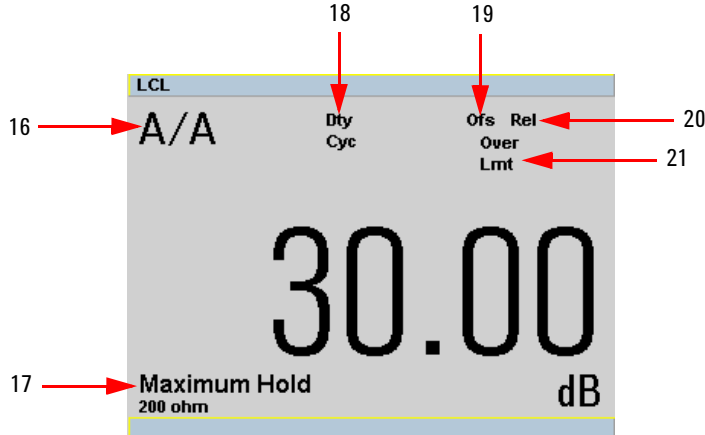 18 19
LCL
16 A/A Dty Ofs Rel 20
Cyc Over
Lmt 21
30.00
17 Maximum Hold dB
200 ohm